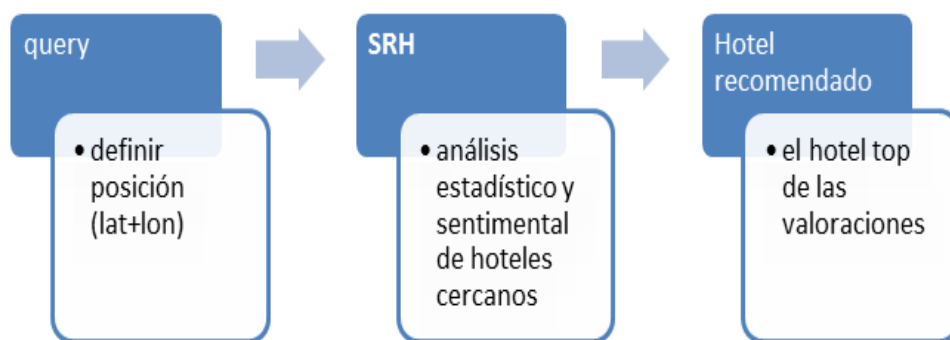 query
• definir
posición
(lat+lon)
SRH
• análisis
estadístico y
sentimental
de hoteles
cercanos
Hotel
recomendado
• el hotel top
de las
valoraciones